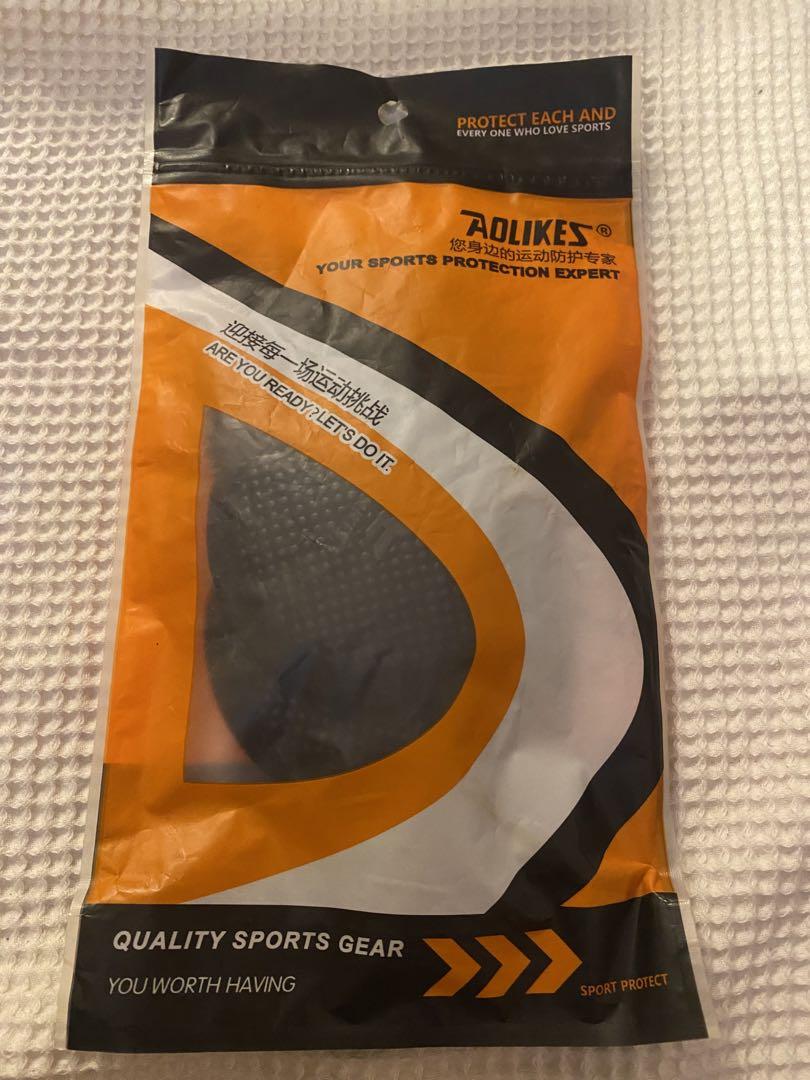 PROTECT EACH AND
EVERY ONE WHO LOVE SPORTS
AOLIKES®
您身边的运动防护专家
YOUR SPORTS PROTECTION EXPERT
迎接每一场运动挑战
ARE YOU READY? LET'S DO IT.
QUALITY SPORTS GEAR
YOU WORTH HAVING
SPORT PROTECT